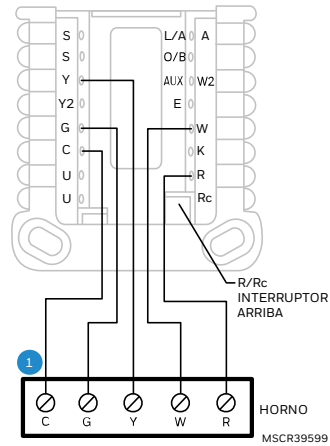 S L/A A
S O/B
Y AUX W2
Y2 E
G W
C K
U R
U Rc
R/Rc
INTERRUPTOR
ARRIBA
1
C G Y W R
HORNO
MSCR39599